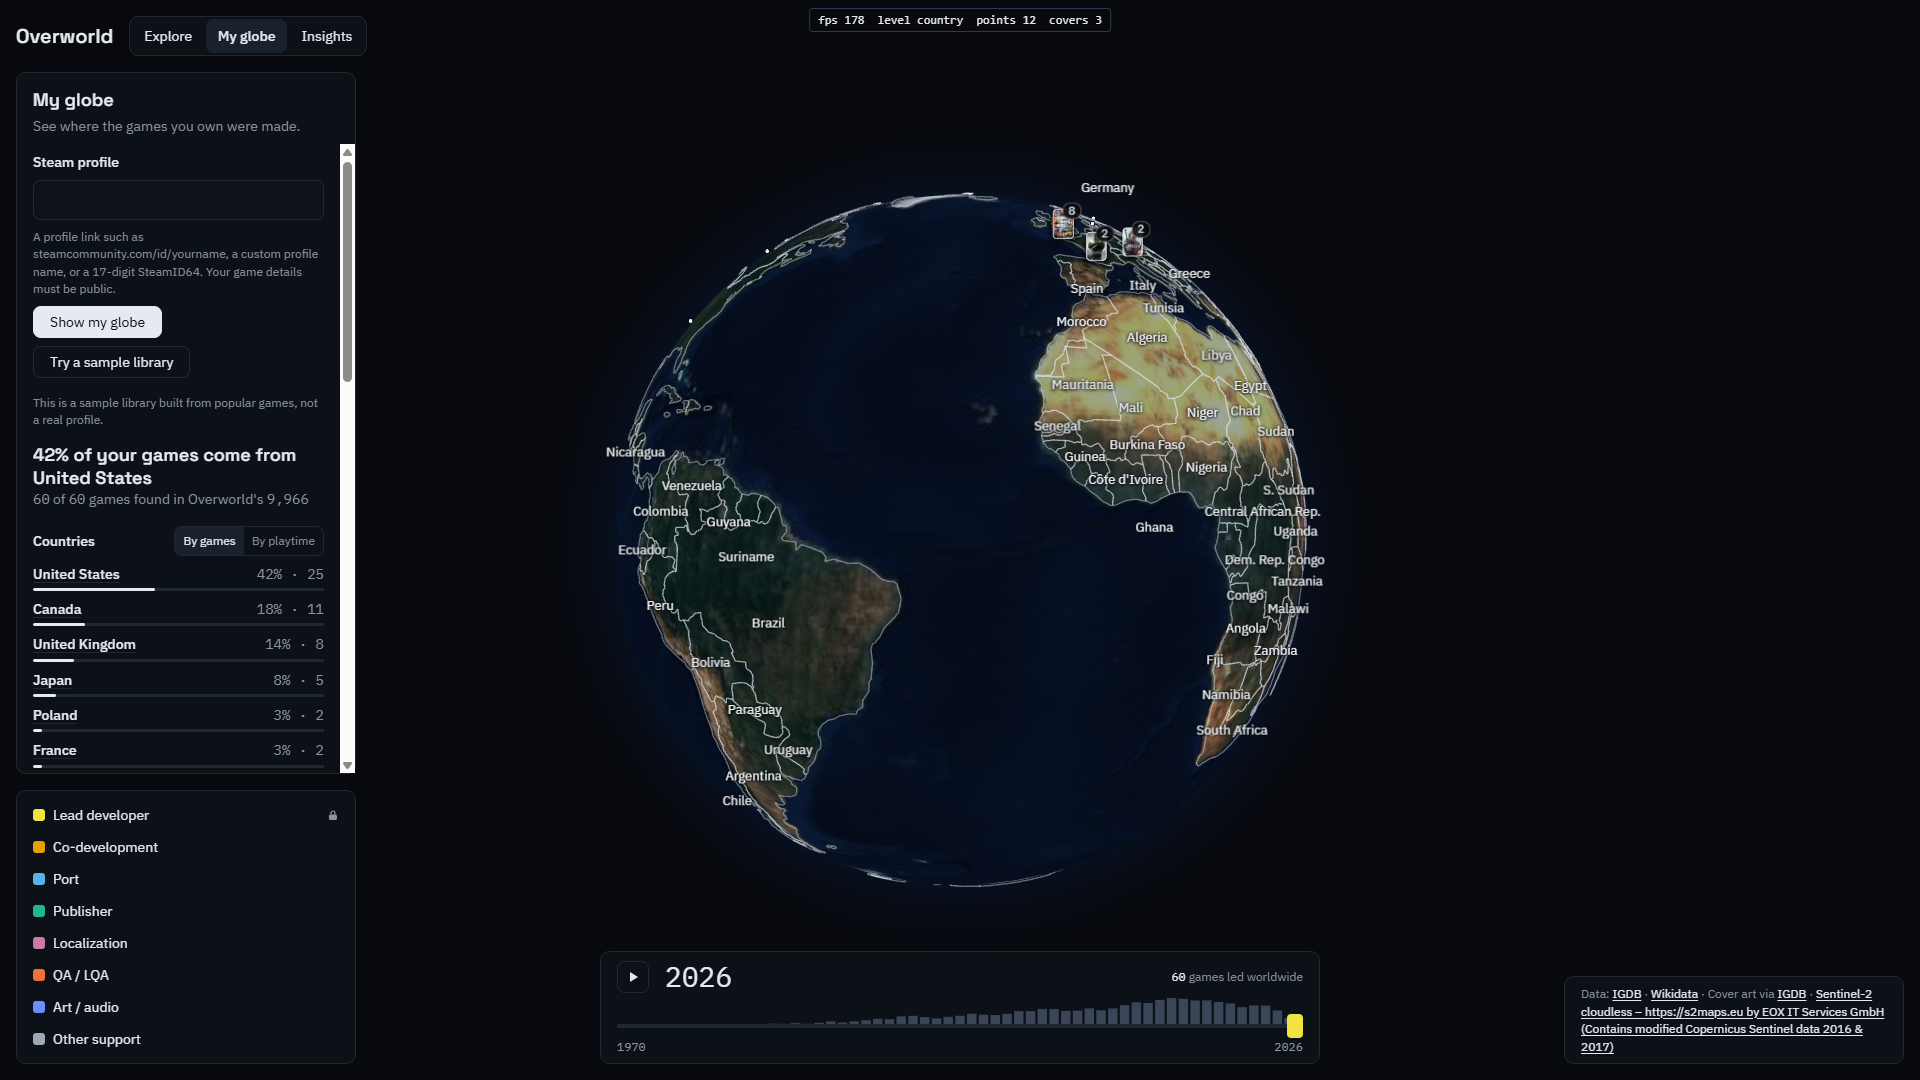 fps 178 level country points 12 covers 3
Overworld
Explore
My globe
Insights
My globe
See where the games you own were made.
Steam profile
A profile link such as
steamcommunity.com/id/yourname, a custom profile
name, or a 17-digit SteamID64. Your game details
must be public.
Show my globe
Try a sample library
This is a sample library built from popular games, not
a real profile.
42% of your games come from
United States
60 of 60 games found in Overworld's 9,966
Countries
By games
By playtime
United States 42% · 25
Canada 18% · 11
United Kingdom 14% · 8
Japan 8% · 5
Poland 3% · 2
France 3% · 2
Lead developer
Co-development
Port
Publisher
Localization
QA / LQA
Art / audio
Other support
Germany
8
2
2
Greece
Spain
Italy
Tunisia
Morocco
Algeria
Libya
Mauritania
Egypt
Mali
Niger
Chad
Senegal
Sudan
Burkina Faso
Nicaragua
Guinea
Nigeria
Côte d'Ivoire
Venezuela
S. Sudan
Colombia
Central African Rep.
Guyana
Ghana
Uganda
Ecuador
Suriname
Dem. Rep. Congo
Tanzania
Congo
Peru
Malawi
Brazil
Angola
Zambia
Bolivia
Fiji
Namibia
Paraguay
South Africa
Uruguay
Argentina
Chile
2026
60 games led worldwide
1970
2026
Data: IGDB · Wikidata · Cover art via IGDB · Sentinel-2
cloudless – https://s2maps.eu by EOX IT Services GmbH
(Contains modified Copernicus Sentinel data 2016 &
2017)